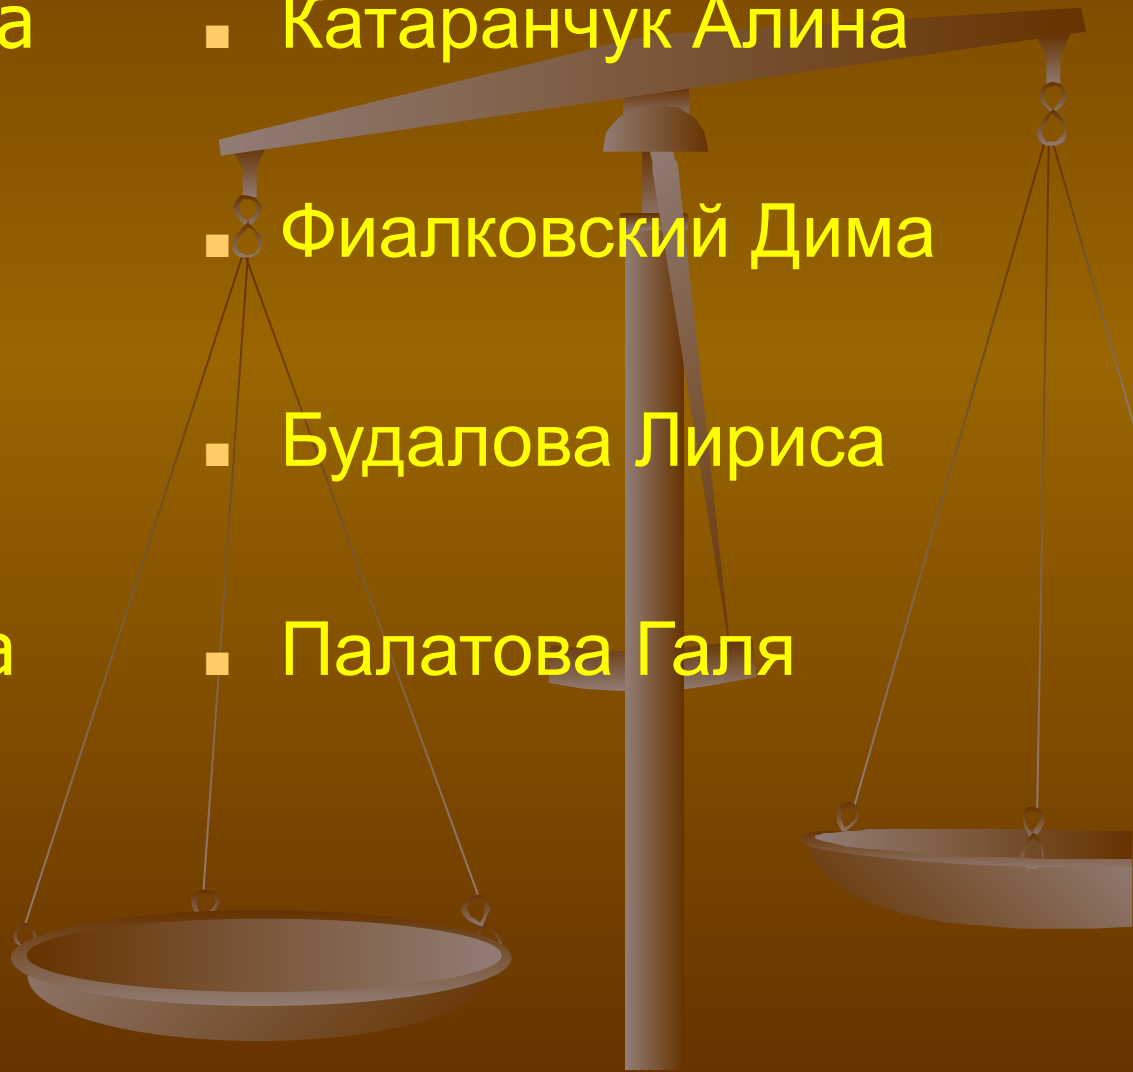 а
Катаранчук Алина
Фиалковский Дима
Будалова Лириса
а
Палатова Галя